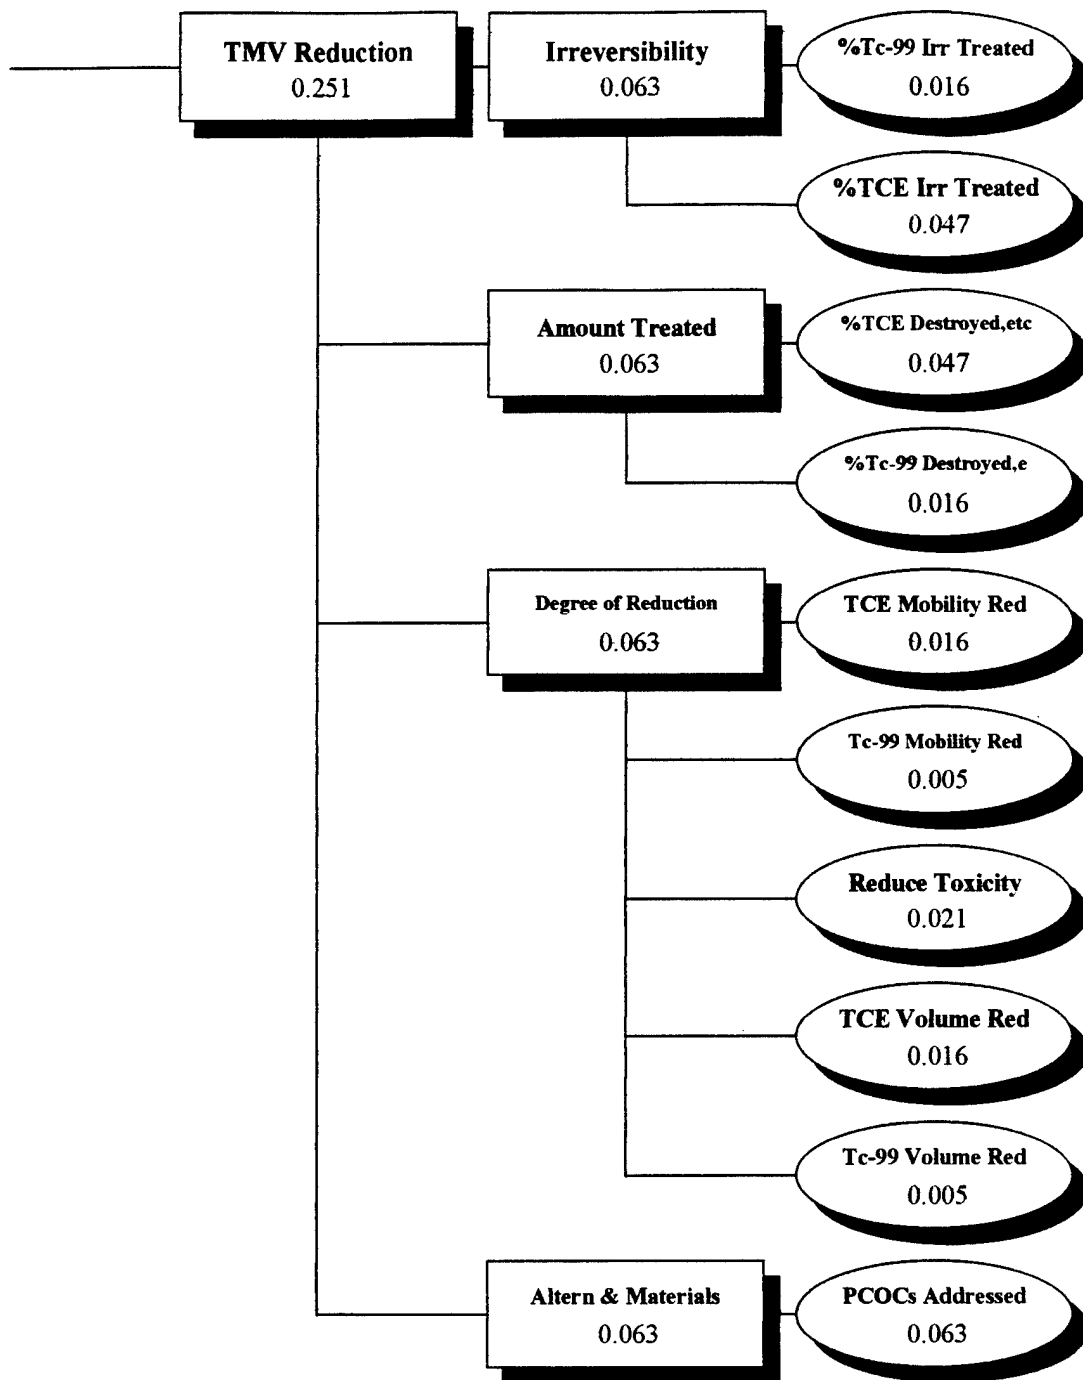 TMV Reduction
0.251
Irreversibility
0.063
%Tc-99 Irr Treated
0.016
%TCE Irr Treated
0.047
Amount Treated
0.063
%TCE Destroyed,etc
0.047
%Tc-99 Destroyed,e
0.016
Degree of Reduction
0.063
TCE Mobility Red
0.016
Tc-99 Mobility Red
0.005
Reduce Toxicity
0.021
TCE Volume Red
0.016
Tc-99 Volume Red
0.005
Altern & Materials
0.063
PCOCs Addressed
0.063